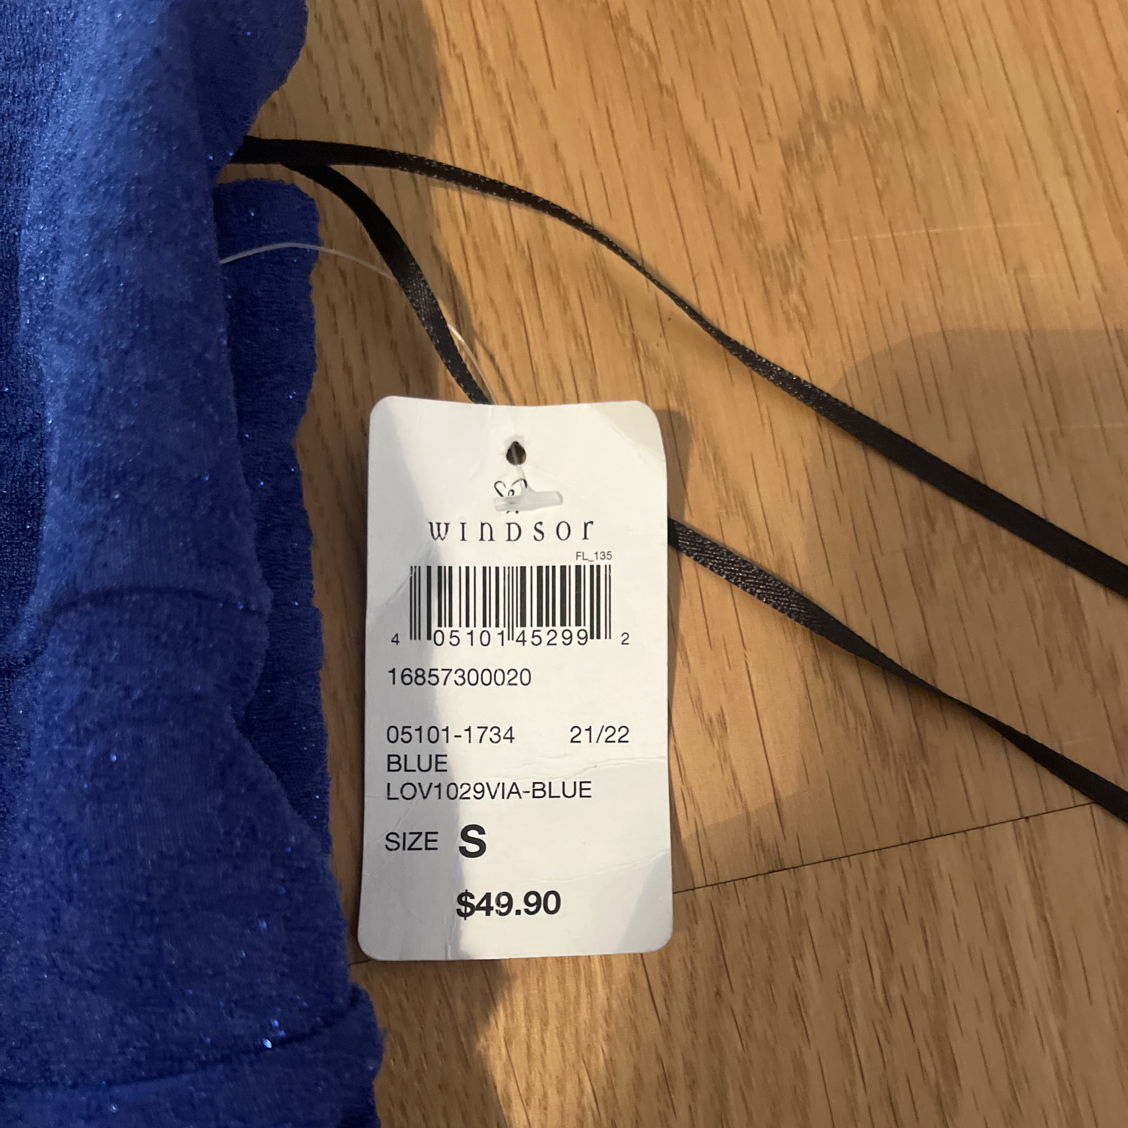 WINDSOR
FL_135
4 05101 45299 2
16857300020
05101-1734 21/22
BLUE
LOV1029VIA-BLUE
SIZE S
$49.90